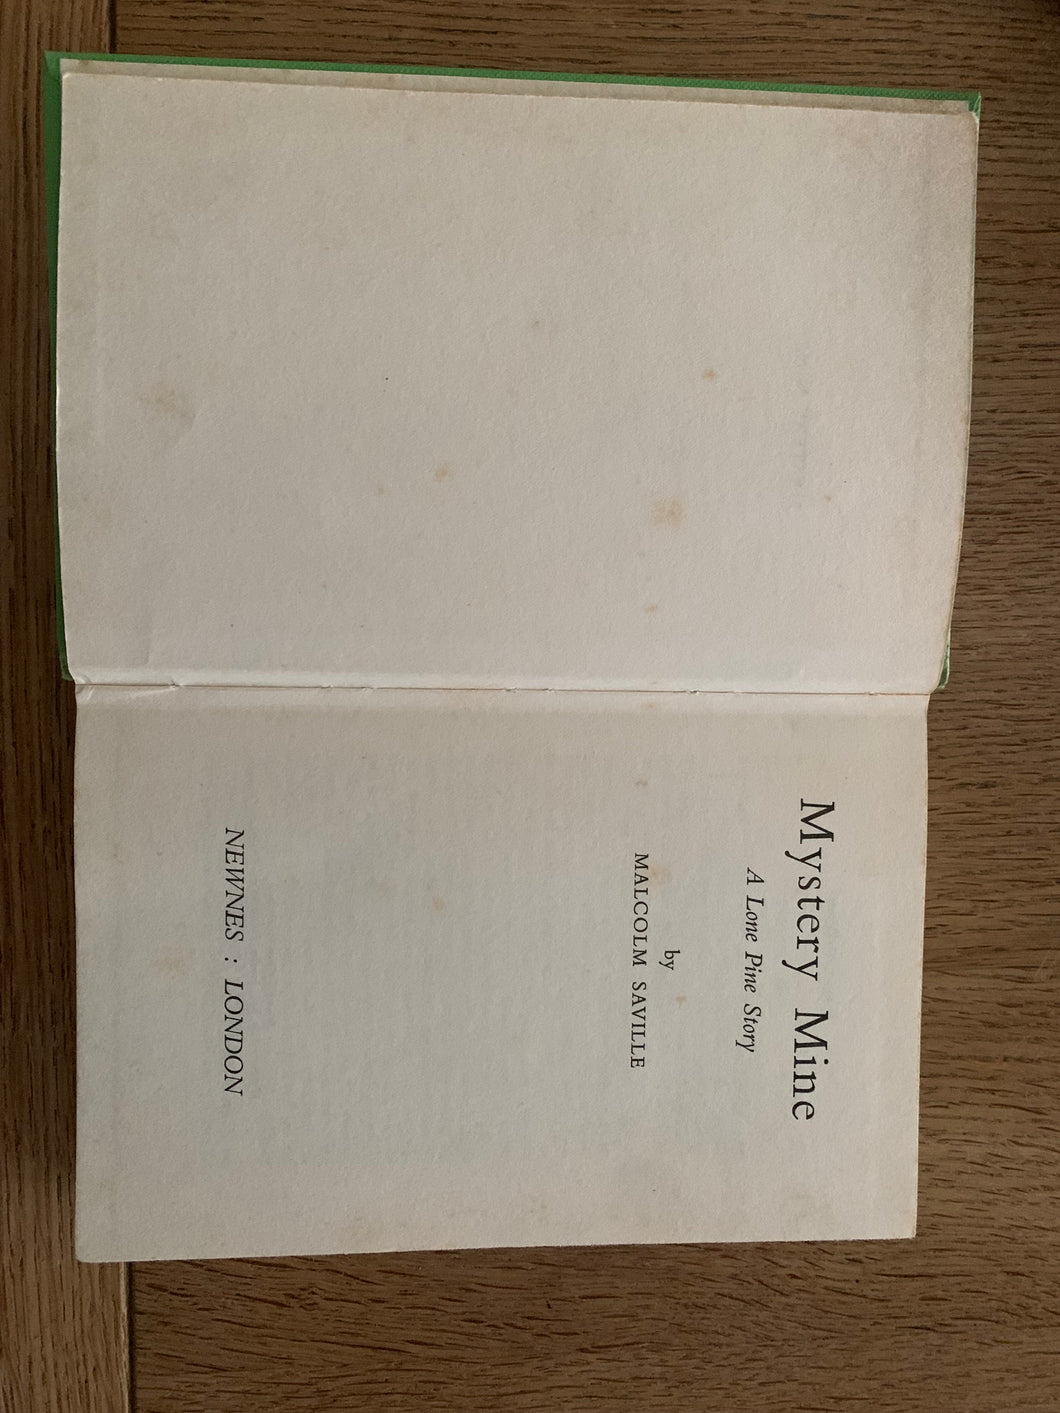 Mystery Mine
A Lone Pine Story
by
MALCOLM SAVILLE
NEWNES : LONDON